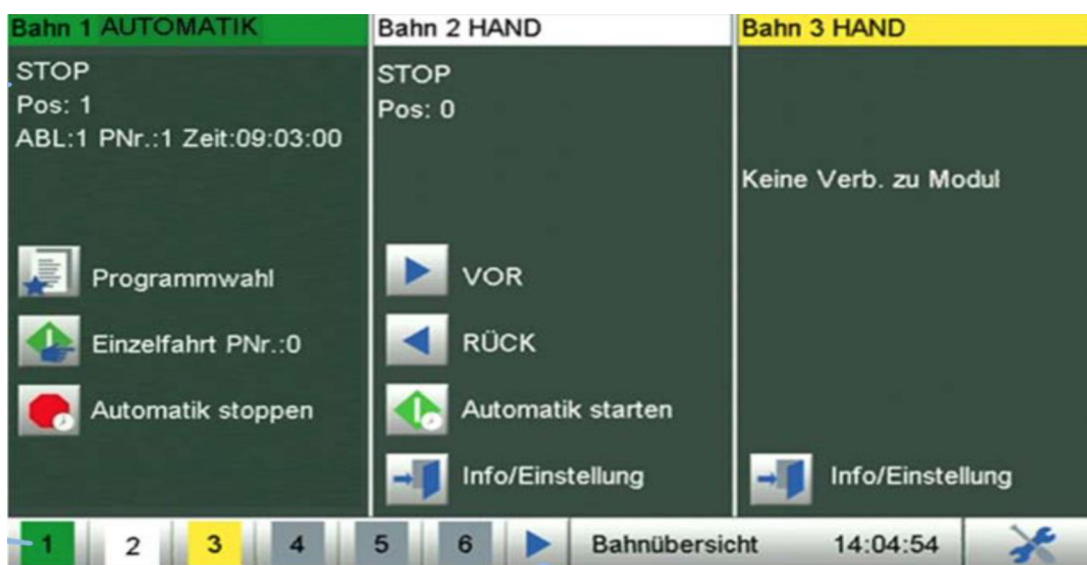 Bahn 1 AUTOMATIK
STOP
Pos: 1
ABL:1 PNr.:1 Zeit:09:03:00
Programmwahl
Einzelfahrt PNr.:0
Automatik stoppen
Bahn 2 HAND
STOP
Pos: 0
VOR
RÜCK
Automatik starten
Info/Einstellung
Bahn 3 HAND
Keine Verb. zu Modul
Info/Einstellung
1 2 3 4 5 6 Bahnübersicht 14:04:54